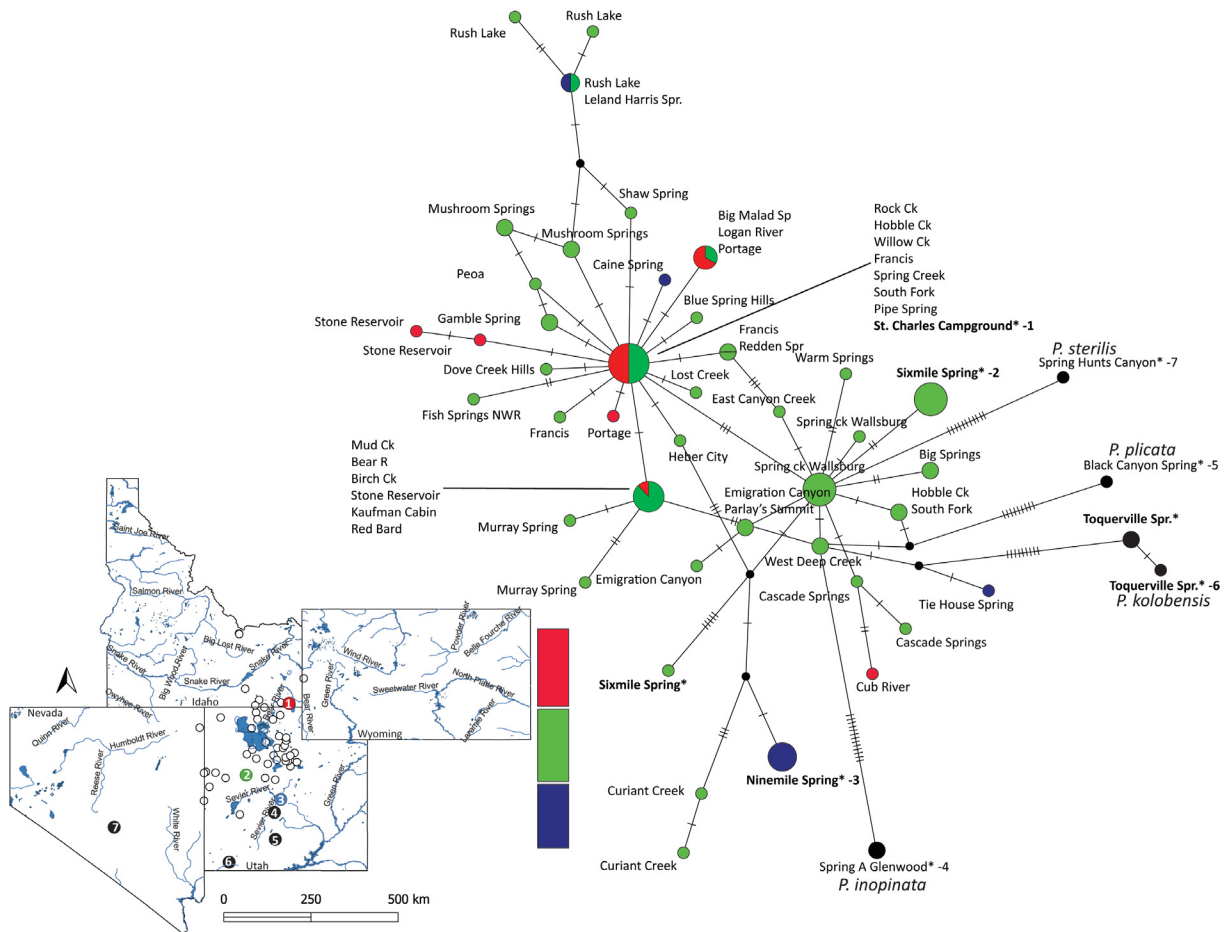 Rush Lake
Rush Lake
Rush Lake
Leland Harris Spr.
Shaw Spring
Mushroom Springs
Mushroom Springs
Big Malad Sp
Logan River
Portage
Caine Spring
Peoa
Rock Ck
Hobble Ck
Willow Ck
Francis
Spring Creek
South Fork
Pipe Spring
St. Charles Campground* -1
Blue Spring Hills
Stone Reservoir
Gamble Spring
Stone Reservoir
Francis
Redden Spr
Warm Springs
P. sterilis
Spring Hunts Canyon* -7
Dove Creek Hills
Lost Creek
Sixmile Spring* -2
Fish Springs NWR
East Canyon Creek
Francis
Portage
Spring ck Wallsburg
Heber City
Spring ck Wallsburg
Big Springs
P. plicata
Black Canyon Spring* -5
Mud Ck
Bear R
Birch Ck
Stone Reservoir
Kaufman Cabin
Red Bard
Emigration Canyon
Parlay's Summit
Hobble Ck
South Fork
Murray Spring
Toquerville Spr.*
West Deep Creek
Emigration Canyon
Murray Spring
Cascade Springs
Tie House Spring
Toquerville Spr.* -6
P. kolobensis
Cascade Springs
Sixmile Spring*
Cub River
Ninemile Spring* -3
Curiant Creek
Curiant Creek
Spring A Glenwood* -4
P. inopinata
Saint Joe River
Salmon River
Big Lost River
Snake River
Snake River
Big Wood River
Snake River
Owyhee River
Idaho
Bear River
Bear River
Green River
Wind River
Sweetwater River
Powder River
Belle Fourche River
North Platte River
Laramie River
Wyoming
Nevada
Quinn River
Humboldt River
Reese River
White River
Sevier River
Sevier River
Green River
Utah
1
2
3
4
5
6
7
0 250 500 km